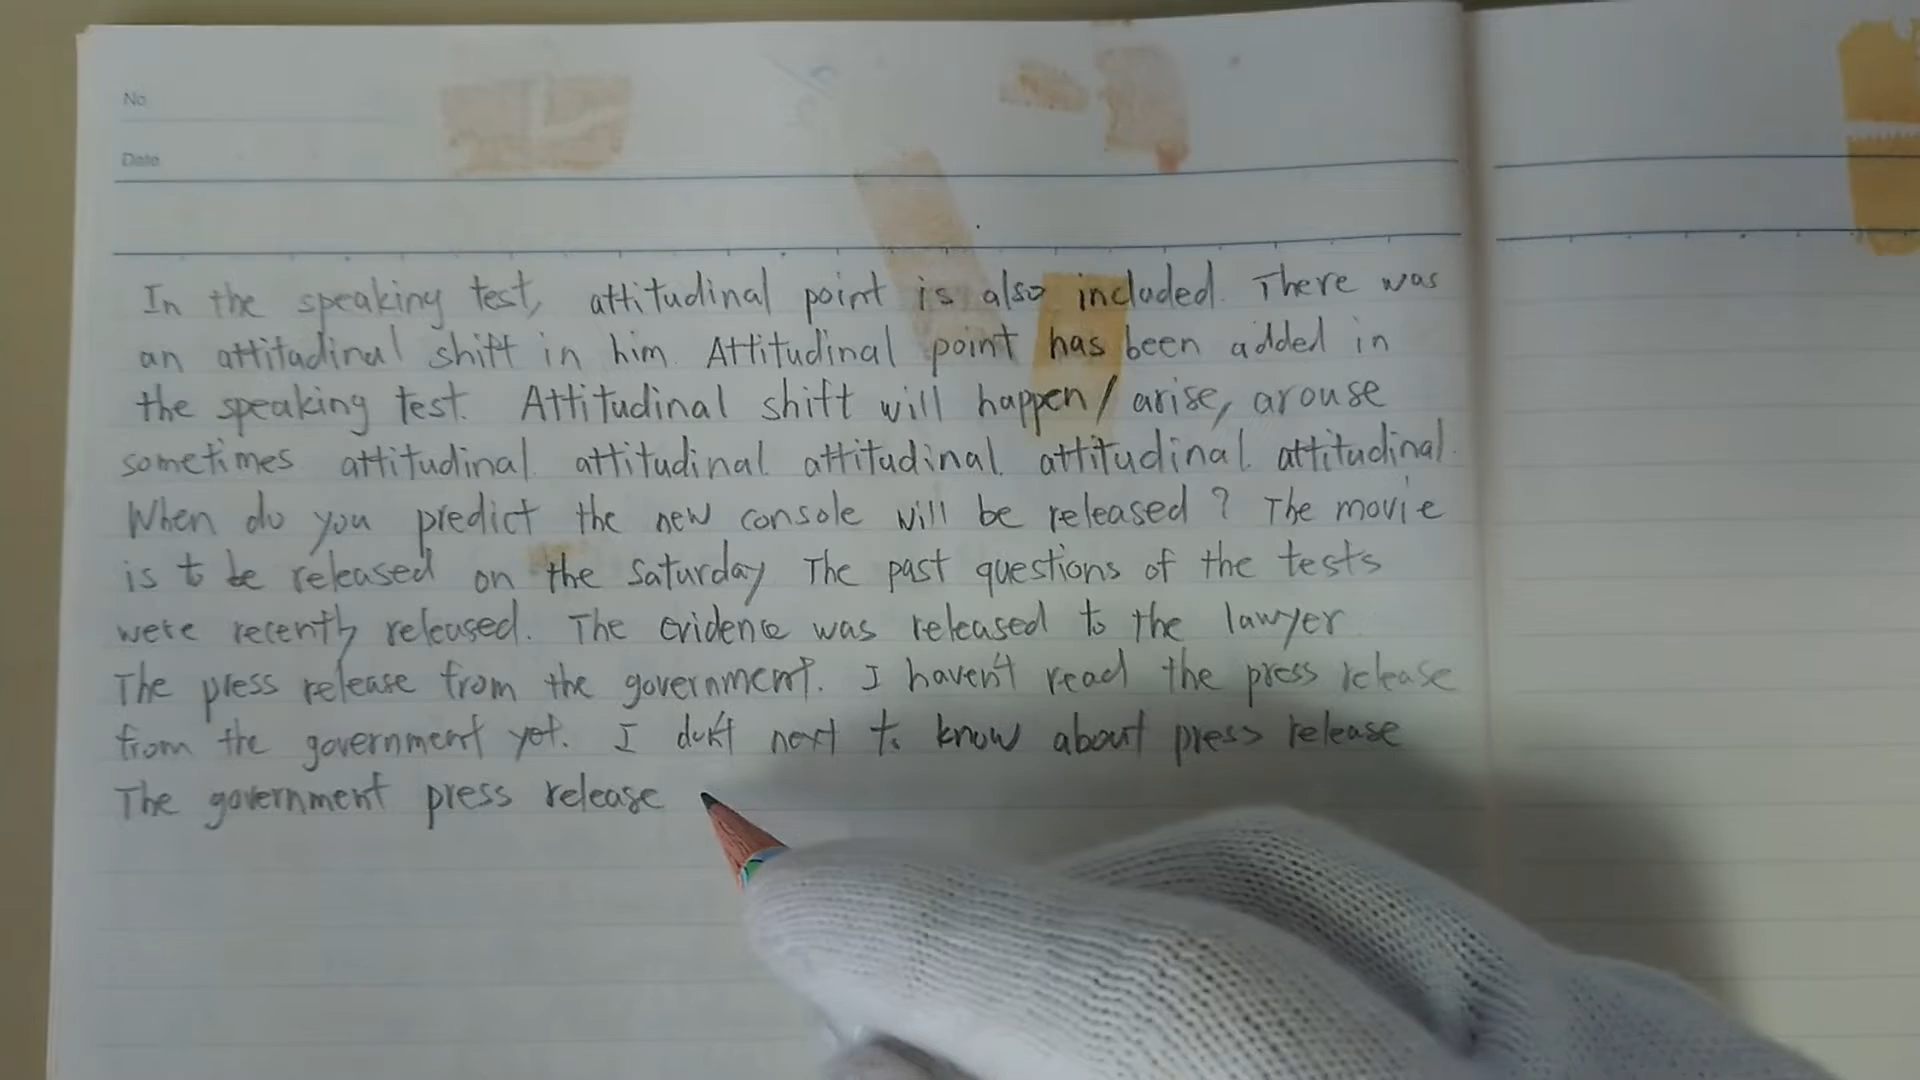 No.
Date
In the speaking test, attitudinal point is also included. There was
an attitudinal shift in him. Attitudinal point has been added in
the speaking test. Attitudinal shift will happen/ arise, arouse
sometimes. attitudinal. attitudinal. attitudinal. attitudinal. attitudinal.
When do you predict the new console will be released? The movie
is to be released on the Saturday The past questions of the tests
were recently released. The evidence was released to the lawyer.
The press release from the government. I haven't read the press release
from the government yet. I don't next to know about press release
The government press release